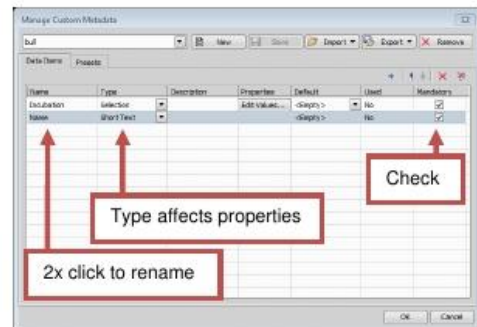 Manage Custom Metadata
bull New Save Import Export Remove
Data Items Presets
Name Type Description Properties Default Used Mandatory
Incubation Selection Edit Values... <Empty> No
Name Short Text <Empty> No
Check
Type affects properties
2x click to rename
OK Cancel